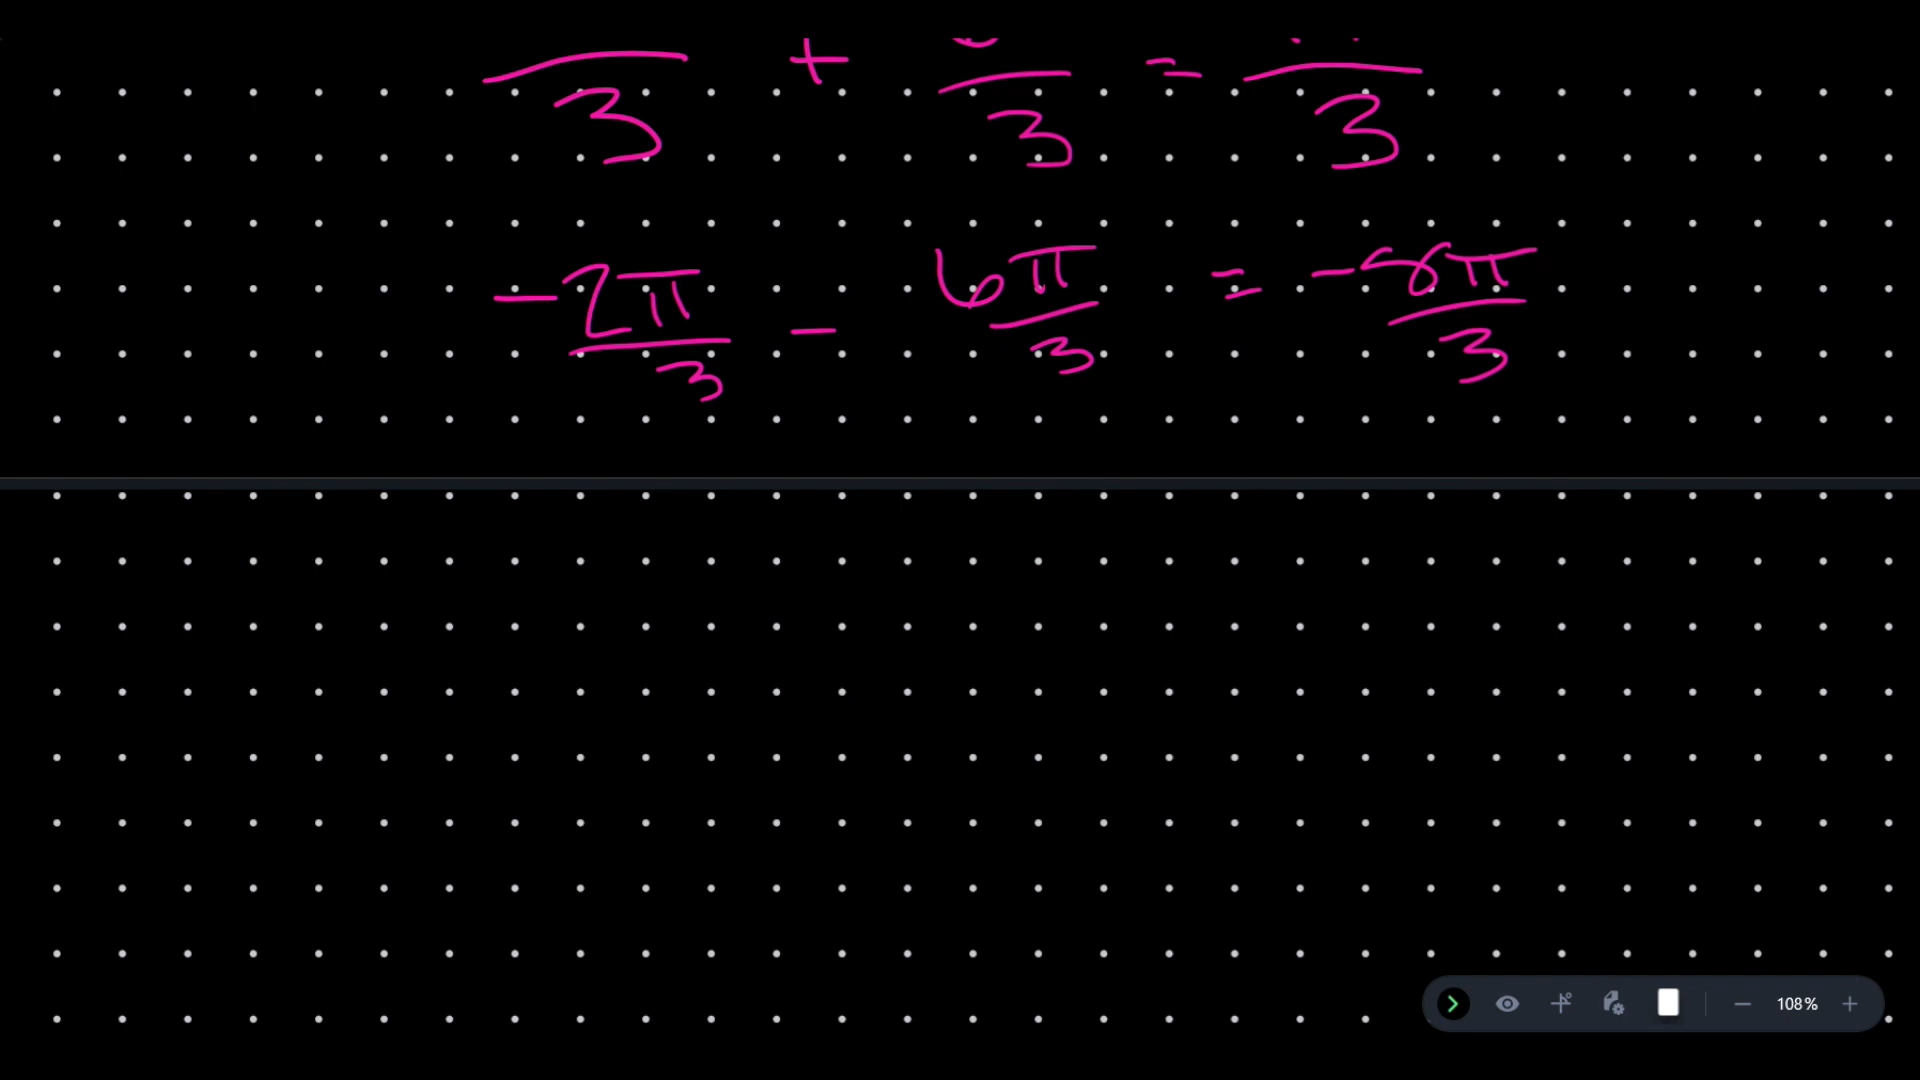 /3 + /3 = /3
-2π/3 - 6π/3 = -8π/3
108%